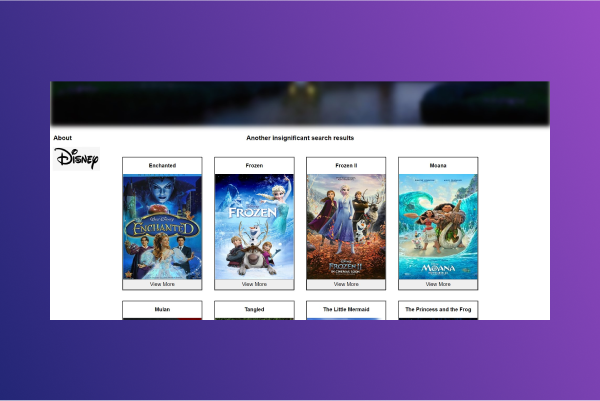 About
Another insignificant search results
Disney
Enchanted
Frozen
Frozen II
Moana
ENCHANTED
FROZEN
FROZEN II
MOANA
View More
View More
View More
View More
Mulan
Tangled
The Little Mermaid
The Princess and the Frog